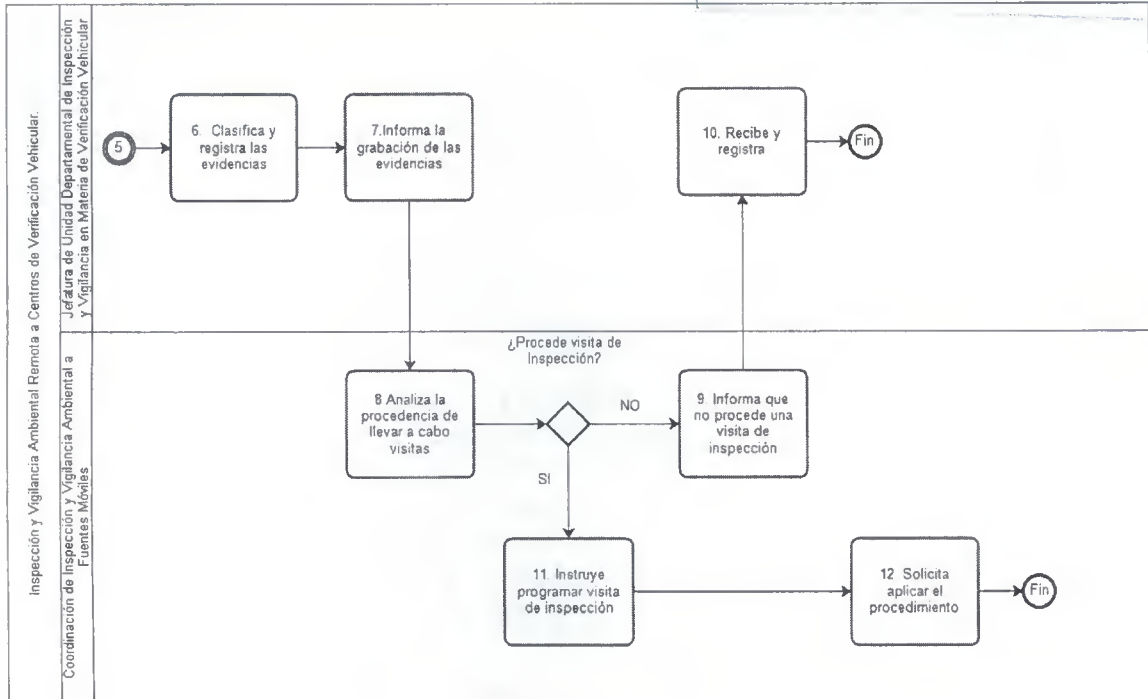 Inspección y Vigilancia Ambiental Remota a Centros de Verificación Vehicular.
Jefatura de Unidad Departamental de Inspección
y Vigilancia en Materia de Verificación Vehicular
5
6. Clasifica y
registra las
evidencias
7.Informa la
grabación de las
evidencias
10. Recibe y
registra
Fin
Coordinación de Inspección y Vigilancia Ambiental a
Fuentes Móviles
8 Analiza la
procedencia de
llevar a cabo
visitas
¿Procede visita de
Inspección?
NO
9. Informa que
no procede una
visita de
inspección
SI
11. Instruye
programar visita
de inspección
12 Solicita
aplicar el
procedimiento
Fin